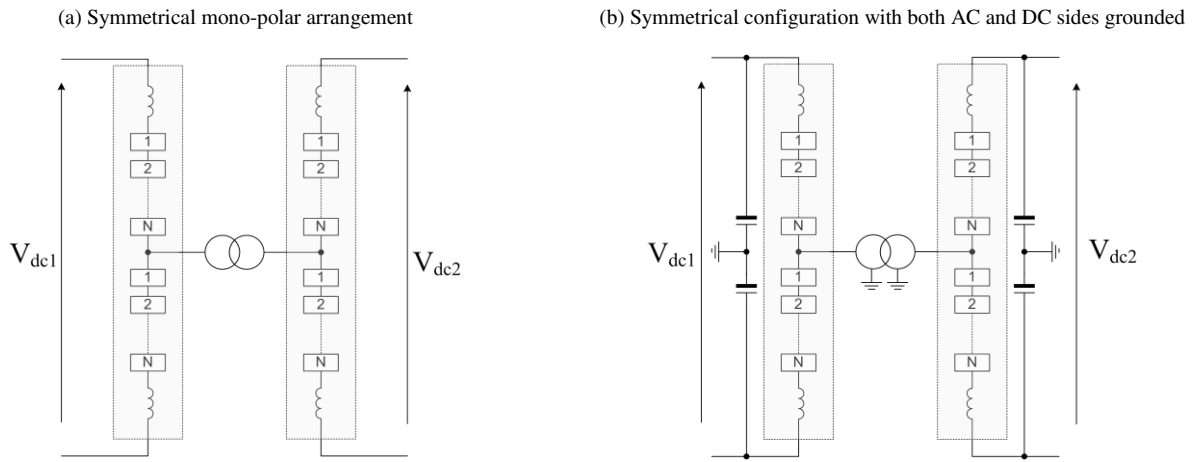 (a) Symmetrical mono-polar arrangement
V_dc1
1
2
N
1
2
N
1
2
N
1
2
N
V_dc2
(b) Symmetrical configuration with both AC and DC sides grounded
V_dc1
1
2
N
1
2
N
1
2
N
1
2
N
V_dc2